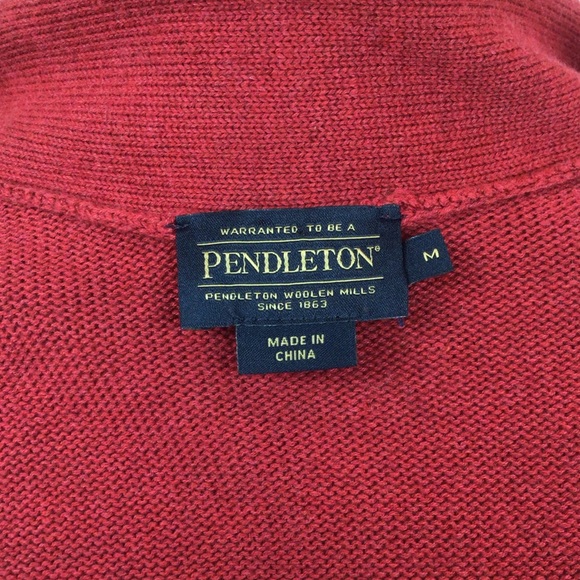 WARRANTED TO BE A
PENDLETON®
M
PENDLETON WOOLEN MILLS
SINCE 1863
MADE IN
CHINA